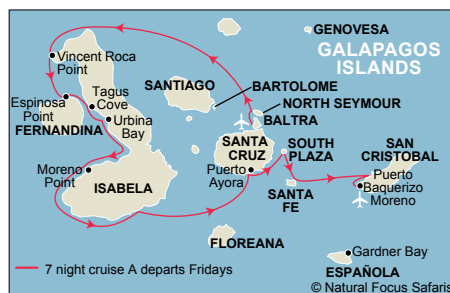 GENOVESA
GALAPAGOS
ISLANDS
Vincent Roca
Point
SANTIAGO
BARTOLOME
Tagus
Cove
Espinosa
Point
NORTH SEYMOUR
BALTRA
FERNANDINA
Urbina
Bay
SANTA
CRUZ
SOUTH
PLAZA
SAN
CRISTOBAL
Moreno
Point
Puerto
Ayora
Puerto
Baquerizo
Moreno
ISABELA
SANTA
FE
FLOREANA
Gardner Bay
7 night cruise A departs Fridays
ESPAÑOLA
© Natural Focus Safaris